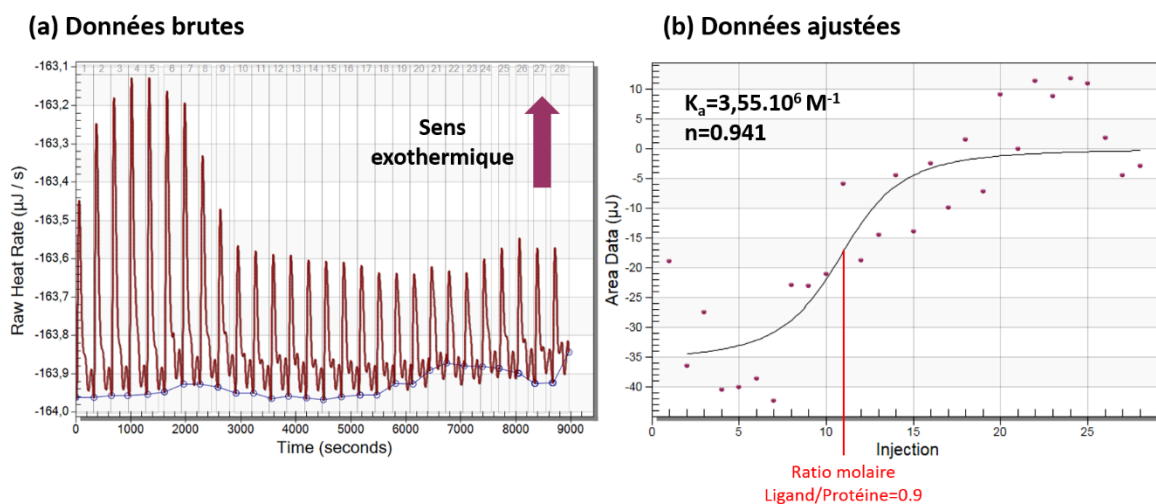 (a) Données brutes
-163,1
-163,2
-163,3
-163,4
-163,5
-163,6
-163,7
-163,8
-163,9
-164,0
Raw Heat Rate (µJ / s)
1 2 3 4 5 6 7 8 9 10 11 12 13 14 15 16 17 18 19 20 21 22 23 24 25 26 27 28
Sens
exothermique
0 1000 2000 3000 4000 5000 6000 7000 8000 9000
Time (seconds)
(b) Données ajustées
Kₐ=3,55.10⁶ M⁻¹
n=0.941
10
5
0
-5
-10
-15
-20
-25
-30
-35
-40
Area Data (µJ)
0 5 10 15 20 25
Injection
Ratio molaire
Ligand/Protéine=0.9